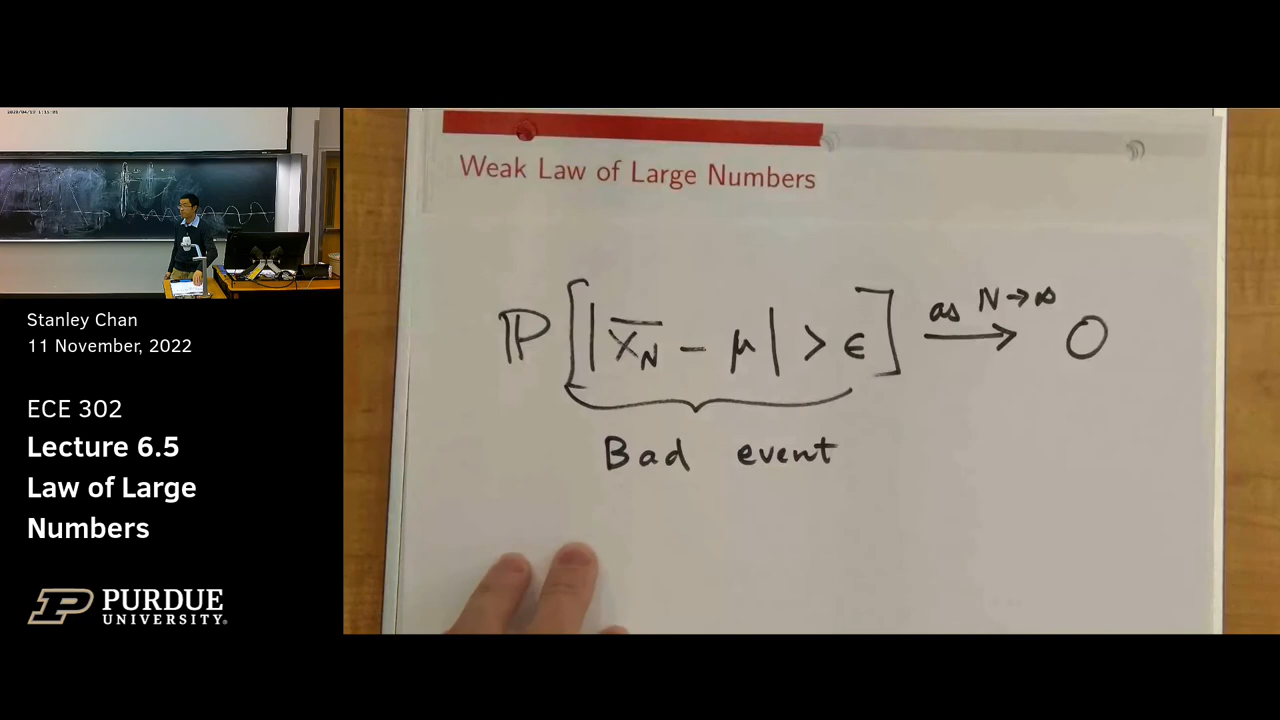 Weak Law of Large Numbers
ℙ[|X̅_N − μ| > ϵ] as N→∞ ⟶ 0
Bad event
Stanley Chan
11 November, 2022
ECE 302
Lecture 6.5
Law of Large
Numbers
PURDUE
UNIVERSITY®